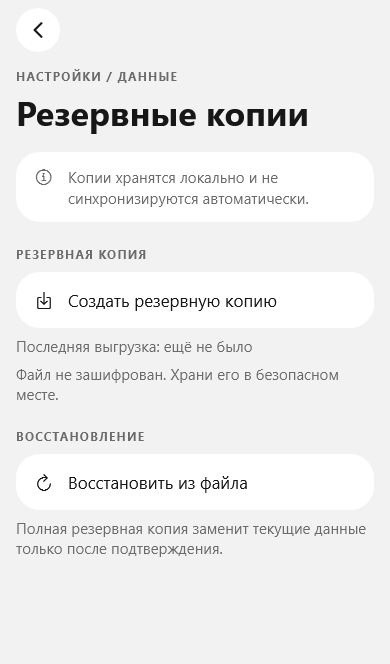 НАСТРОЙКИ / ДАННЫЕ
Резервные копии
Копии хранятся локально и не
синхронизируются автоматически.
РЕЗЕРВНАЯ КОПИЯ
Создать резервную копию
Последняя выгрузка: ещё не было
Файл не зашифрован. Храни его в безопасном
месте.
ВОССТАНОВЛЕНИЕ
Восстановить из файла
Полная резервная копия заменит текущие данные
только после подтверждения.